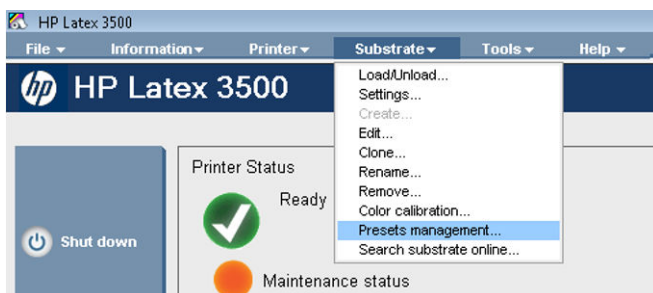 HP Latex 3500
File Information Printer Substrate Tools Help
hp HP Latex 3500
Load/Unload...
Settings...
Create...
Edit...
Clone...
Rename...
Remove...
Color calibration...
Presets management...
Search substrate online...
Printer Status
Ready
Shut down
Maintenance status